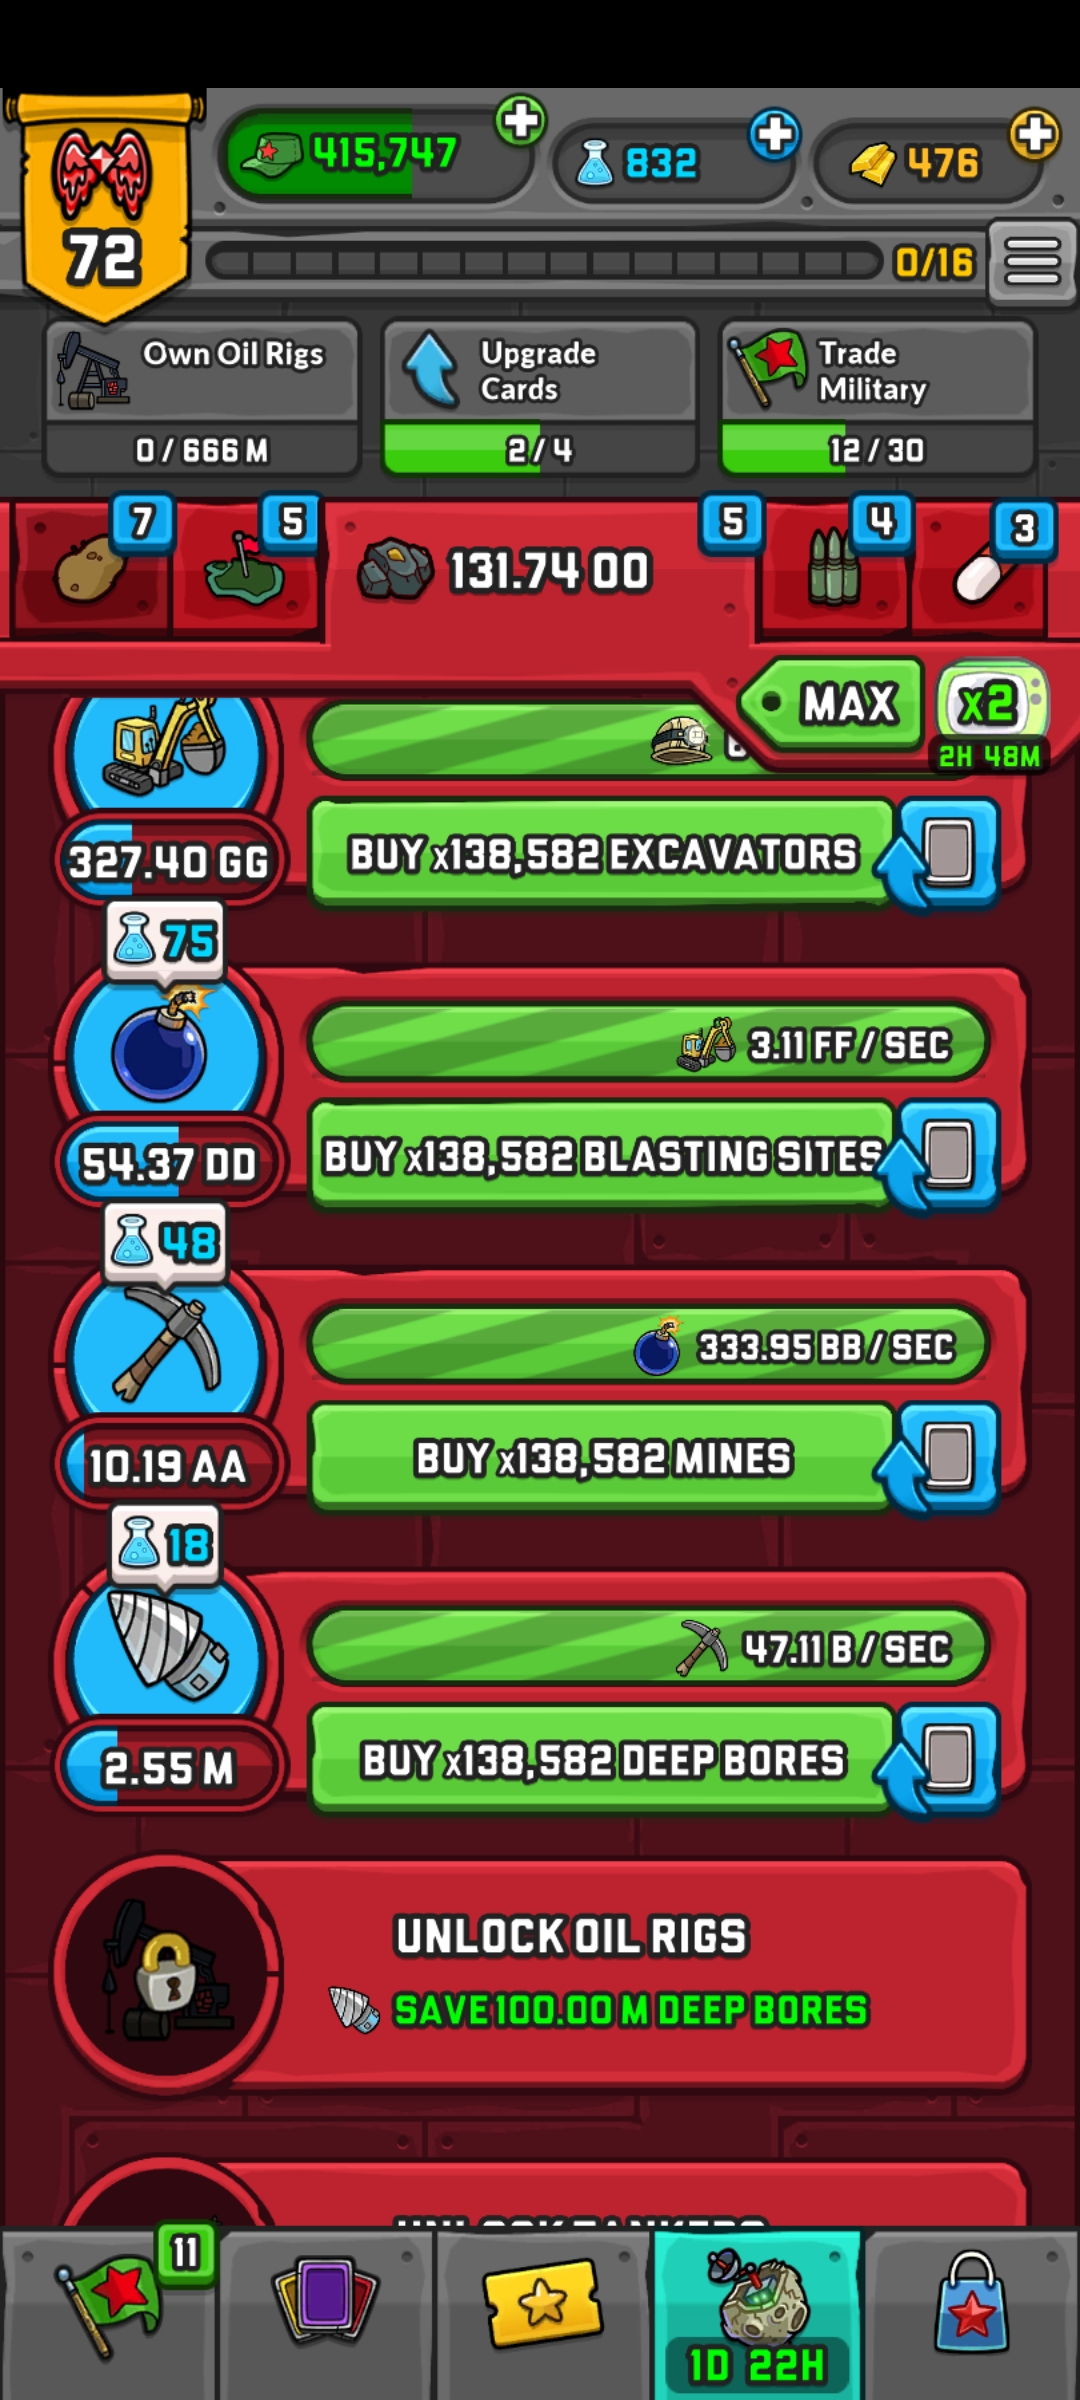 415,747
832
476
72
0/16
Own Oil Rigs
0 / 666 M
Upgrade
Cards
2 / 4
Trade
Military
12 / 30
7
5
131.74 OO
5
4
3
MAX
x2
2H 48M
327.40 GG
BUY x138,582 EXCAVATORS
75
3.11 FF / SEC
54.37 DD
BUY x138,582 BLASTING SITES
48
333.95 BB / SEC
10.19 AA
BUY x138,582 MINES
18
47.11 B / SEC
2.55 M
BUY x138,582 DEEP BORES
UNLOCK OIL RIGS
SAVE 100.00 M DEEP BORES
11
1D 22H